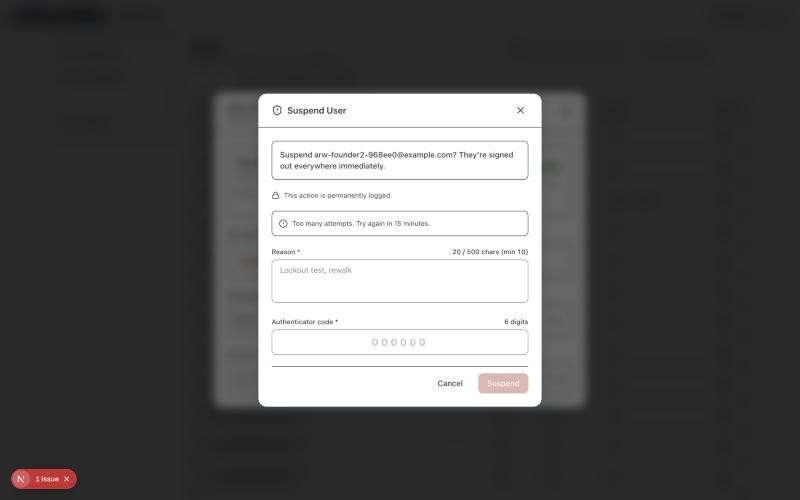 Suspend User
Suspend arw-founder2-968ee0@example.com? They're signed
out everywhere immediately.
This action is permanently logged.
Too many attempts. Try again in 15 minutes.
Reason *
20 / 500 chars (min 10)
Lockout test, rewalk
Authenticator code *
6 digits
000000
Cancel
Suspend
N
1 Issue